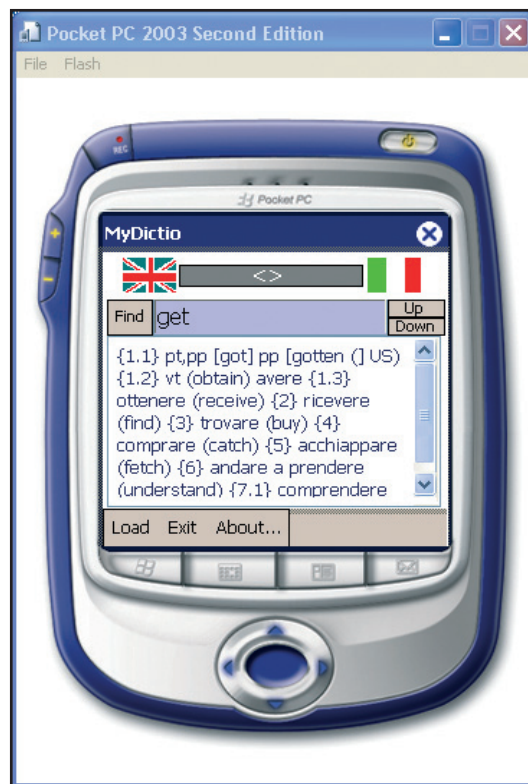 Pocket PC 2003 Second Edition
File Flash
REC
Pocket PC
MyDictio
<>
Find get Up
Down
{1.1} pt,pp [got] pp [gotten (] US)
{1.2} vt (obtain) avere {1.3}
ottenere (receive) {2} ricevere
(find) {3} trovare (buy) {4}
comprare (catch) {5} acchiappare
(fetch) {6} andare a prendere
(understand) {7.1} comprendere
Load Exit About...